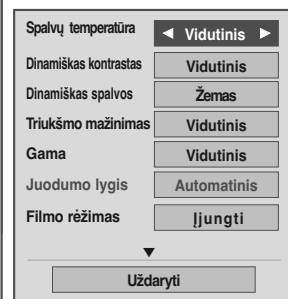 Spalvų temperatūra ◄ Vidutinis ►
Dinamiškas kontrastas Vidutinis
Dinamiškas spalvos Žemas
Triukšmo mažinimas Vidutinis
Gama Vidutinis
Juodumo lygis Automatinis
Filmo rėžimas Įjungti
▼
Uždaryti